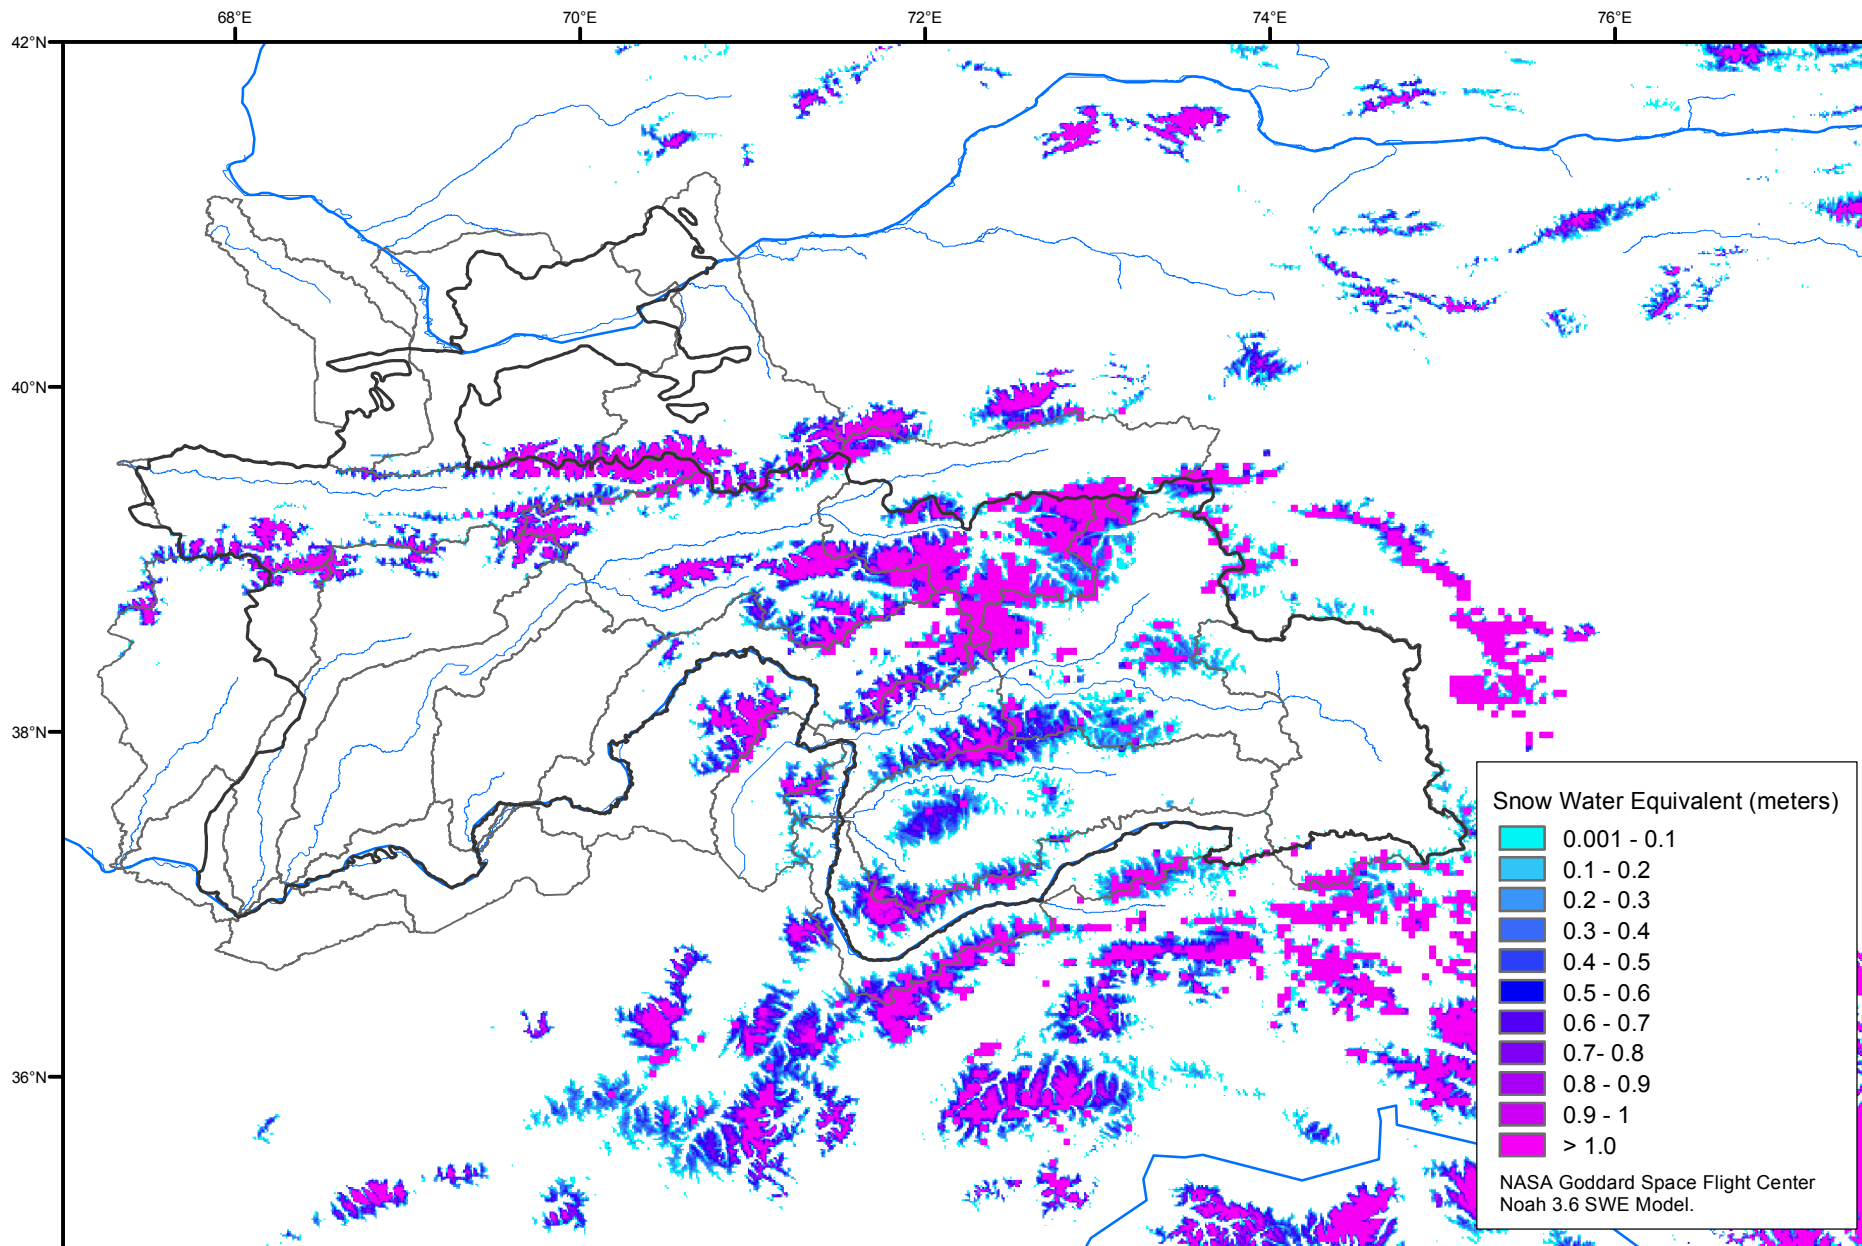 68°E 70°E 72°E 74°E 76°E
42°N
40°N
38°N
36°N
Snow Water Equivalent (meters)
0.001 - 0.1
0.1 - 0.2
0.2 - 0.3
0.3 - 0.4
0.4 - 0.5
0.5 - 0.6
0.6 - 0.7
0.7- 0.8
0.8 - 0.9
0.9 - 1
> 1.0
NASA Goddard Space Flight Center
Noah 3.6 SWE Model.